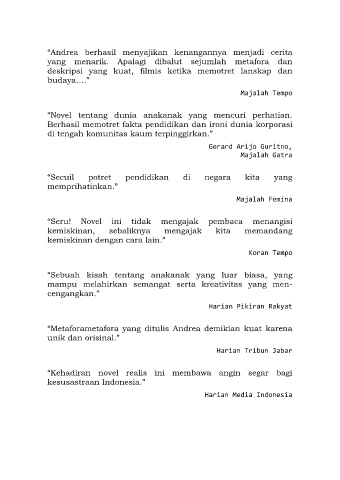 “Andrea berhasil menyajikan kenangannya menjadi cerita
yang menarik. Apalagi dibalut sejumlah metafora dan
deskripsi yang kuat, filmis ketika memotret lanskap dan
budaya....”
Majalah Tempo
“Novel tentang dunia anakanak yang mencuri perhatian.
Berhasil memotret fakta pendidikan dan ironi dunia korporasi
di tengah komunitas kaum terpinggirkan.”
Gerard Arijo Guritno,
Majalah Gatra
“Secuil potret pendidikan di negara kita yang
memprihatinkan.”
Majalah Femina
“Seru! Novel ini tidak mengajak pembaca menangisi
kemiskinan, sebaliknya mengajak kita memandang
kemiskinan dengan cara lain.”
Koran Tempo
“Sebuah kisah tentang anakanak yang luar biasa, yang
mampu melahirkan semangat serta kreativitas yang men-
cengangkan.”
Harian Pikiran Rakyat
“Metaforametafora yang ditulis Andrea demikian kuat karena
unik dan orisinal.”
Harian Tribun Jabar
“Kehadiran novel realis ini membawa angin segar bagi
kesusastraan Indonesia.”
Harian Media Indonesia